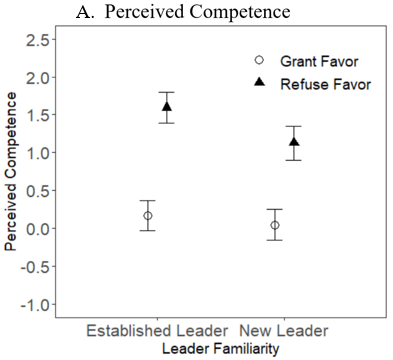 A. Perceived Competence
Grant Favor
Refuse Favor
Perceived Competence
2.5
2.0
1.5
1.0
0.5
0.0
-0.5
-1.0
Established Leader New Leader
Leader Familiarity